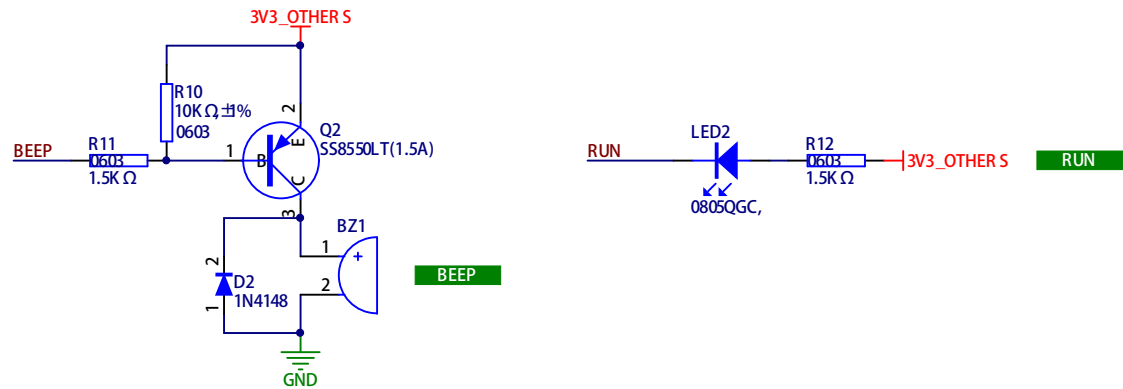 3V3_OTHER S
R10
10K Ω,±1%
0603
2
Q2
SS8550LT(1.5A)
E
BEEP
R11
0603
1.5K Ω
1
B
C
3
BZ1
1
+
2
2
D2
1N4148
1
BEEP
GND
RUN
LED2
0805QGC,
R12
0603
1.5K Ω
3V3_OTHER S
RUN